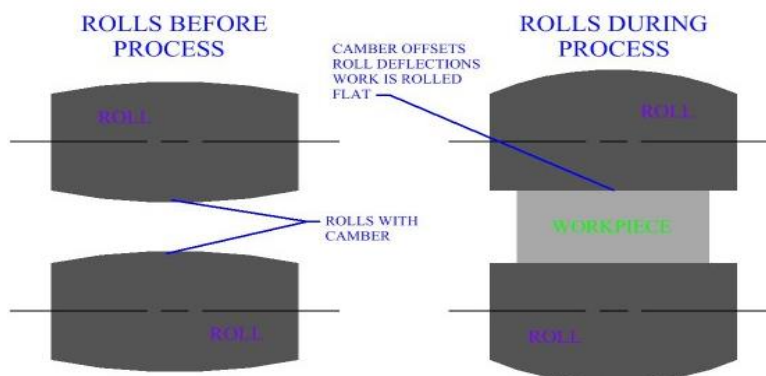 ROLLS BEFORE
PROCESS
ROLLS DURING
PROCESS
CAMBER OFFSETS
ROLL DEFLECTIONS
WORK IS ROLLED
FLAT
ROLL
ROLL
ROLLS WITH
CAMBER
WORKPIECE
ROLL
ROLL